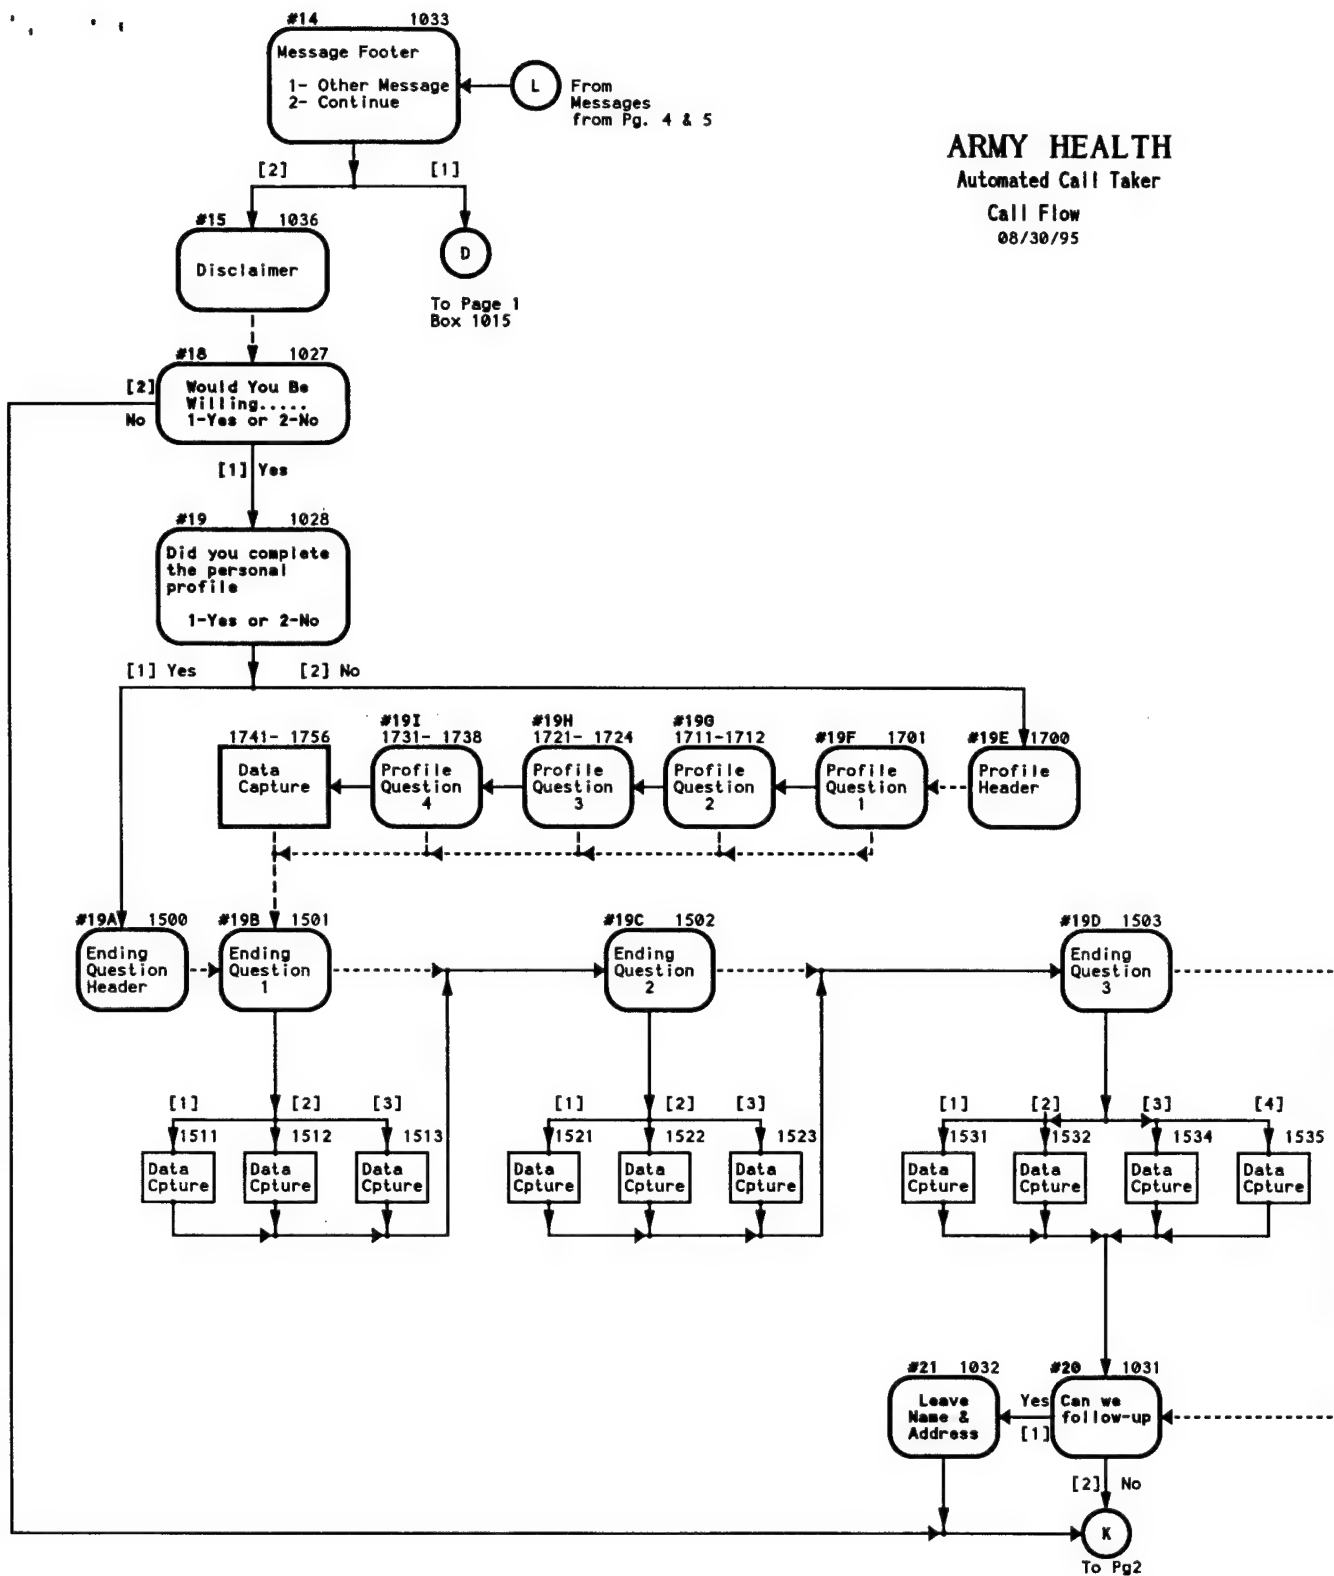 #14 1033
Message Footer
1- Other Message
2- Continue
L
From
Messages
from Pg. 4 & 5
ARMY HEALTH
Automated Call Taker
Call Flow
08/30/95
[2] [1]
#15 1036
Disclaimer
D
To Page 1
Box 1015
#18 1027
[2]
No
Would You Be
Willing.....
1-Yes or 2-No
[1] Yes
#19 1028
Did you complete
the personal
profile
1-Yes or 2-No
[1] Yes [2] No
1741- 1756
Data
Capture
#19I
1731- 1738
Profile
Question
4
#19H
1721- 1724
Profile
Question
3
#19G
1711-1712
Profile
Question
2
#19F 1701
Profile
Question
1
#19E 1700
Profile
Header
#19A 1500
Ending
Question
Header
#19B 1501
Ending
Question
1
#19C 1502
Ending
Question
2
#19D 1503
Ending
Question
3
[1] [2] [3]
1511 1512 1513
Data
Cpture
Data
Cpture
Data
Cpture
[1] [2] [3]
1521 1522 1523
Data
Cpture
Data
Cpture
Data
Cpture
[1] [2] [3] [4]
1531 1532 1534 1535
Data
Cpture
Data
Cpture
Data
Cpture
Data
Cpture
#21 1032
Leave
Name &
Address
Yes
[1]
#20 1031
Can we
follow-up
[2] No
K
To Pg2